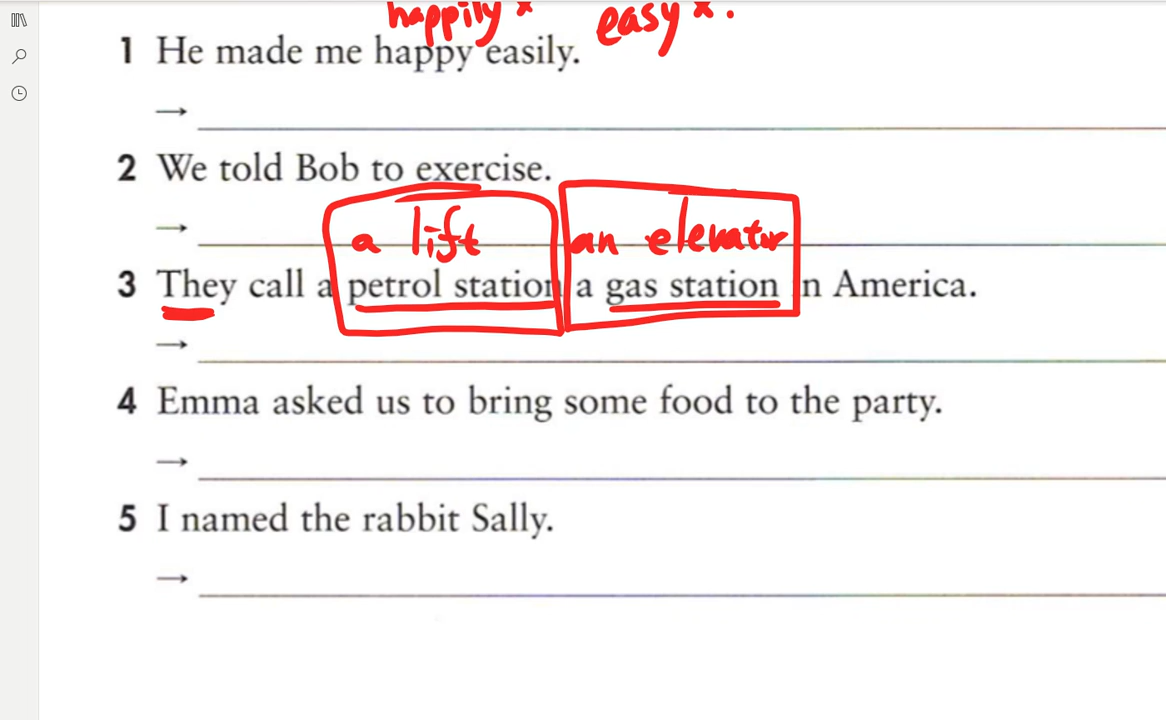 happily × easy × .
1 He made me happy easily.
→
2 We told Bob to exercise.
a lift an elevator
→
3 They call a petrol station a gas station in America.
→
4 Emma asked us to bring some food to the party.
→
5 I named the rabbit Sally.
→